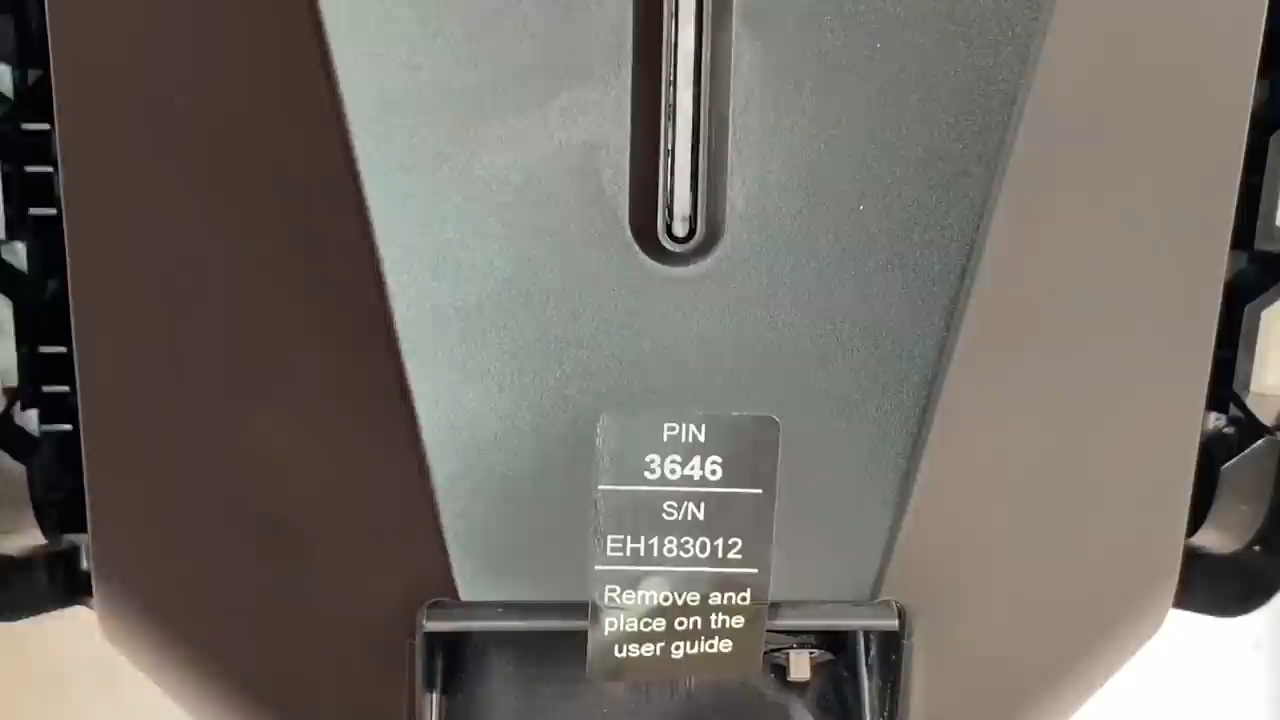 PIN
3646
S/N
EH183012
Remove and
place on the
user guide